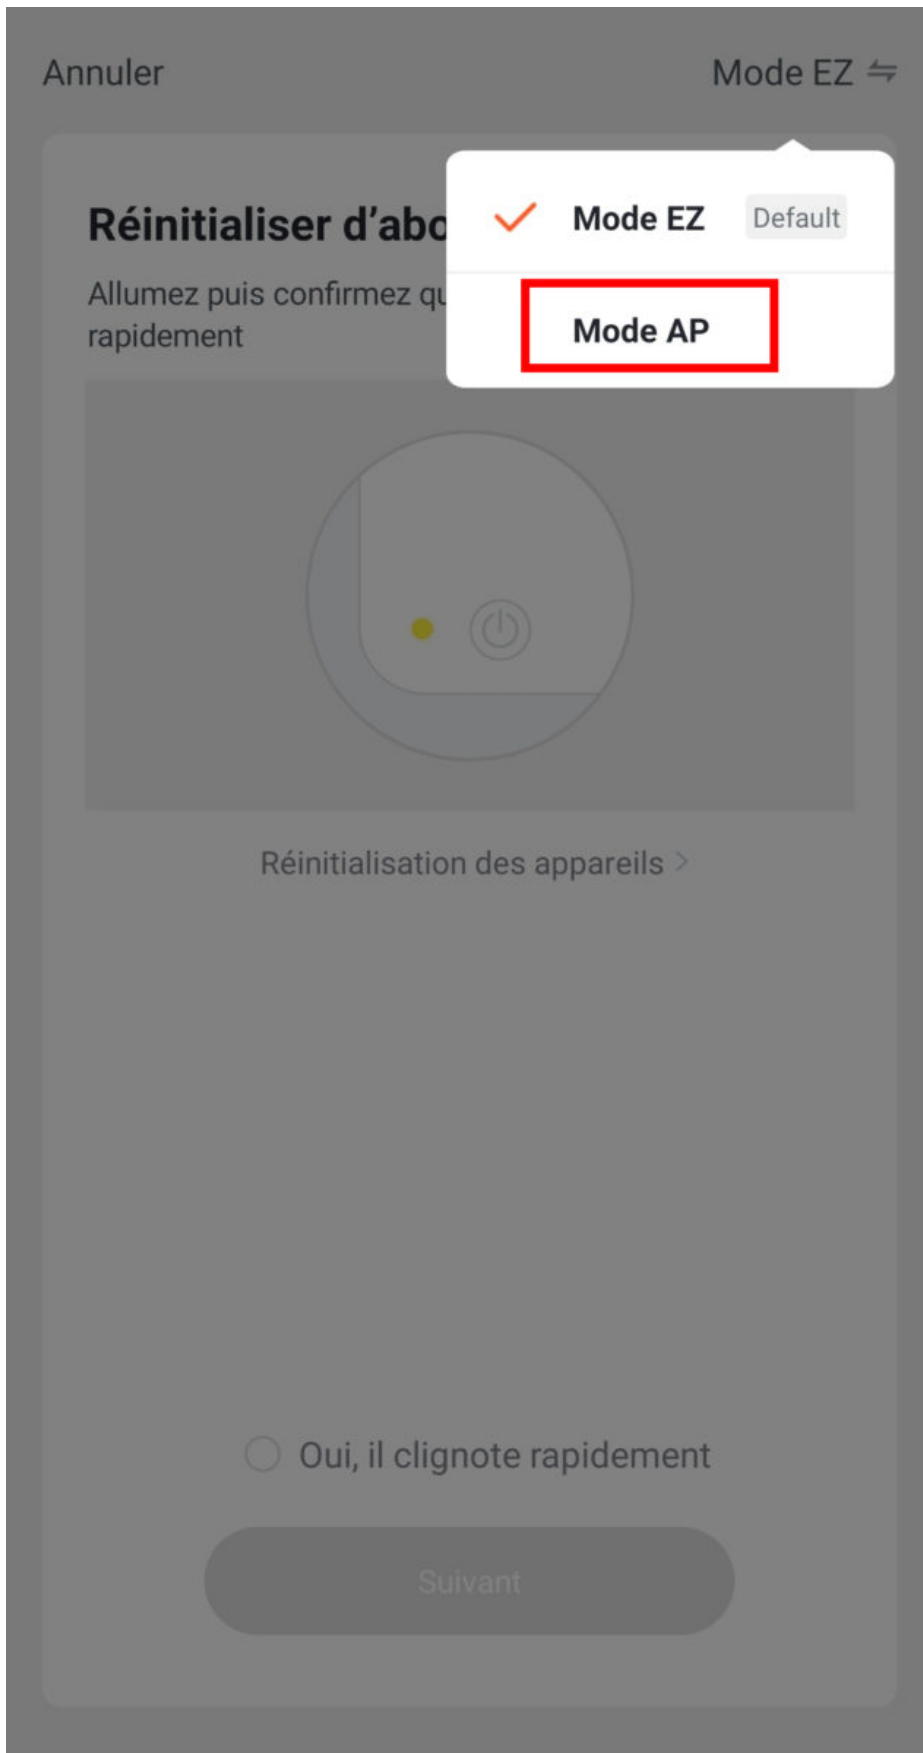 Annuler
Mode EZ
Réinitialiser d’abo
Mode EZ
Default
Allumez puis confirmez qu
rapidement
Mode AP
Réinitialisation des appareils >
Oui, il clignote rapidement
Suivant